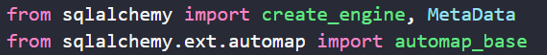 from sqlalchemy import create_engine, MetaData
from sqlalchemy.ext.automap import automap_base